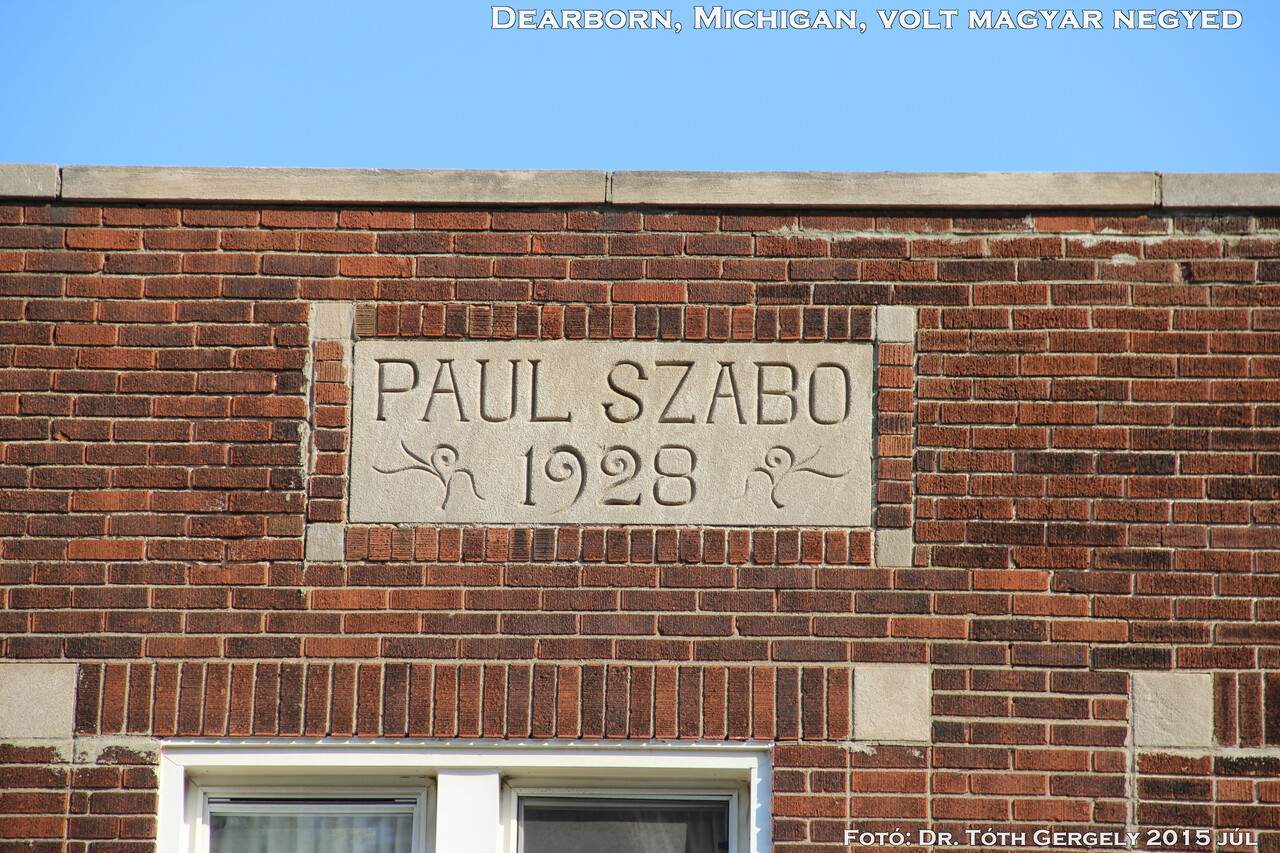 Dearborn, Michigan, volt magyar negyed
PAUL SZABO
1928
Fotó: Dr. Tóth Gergely 2015 júl